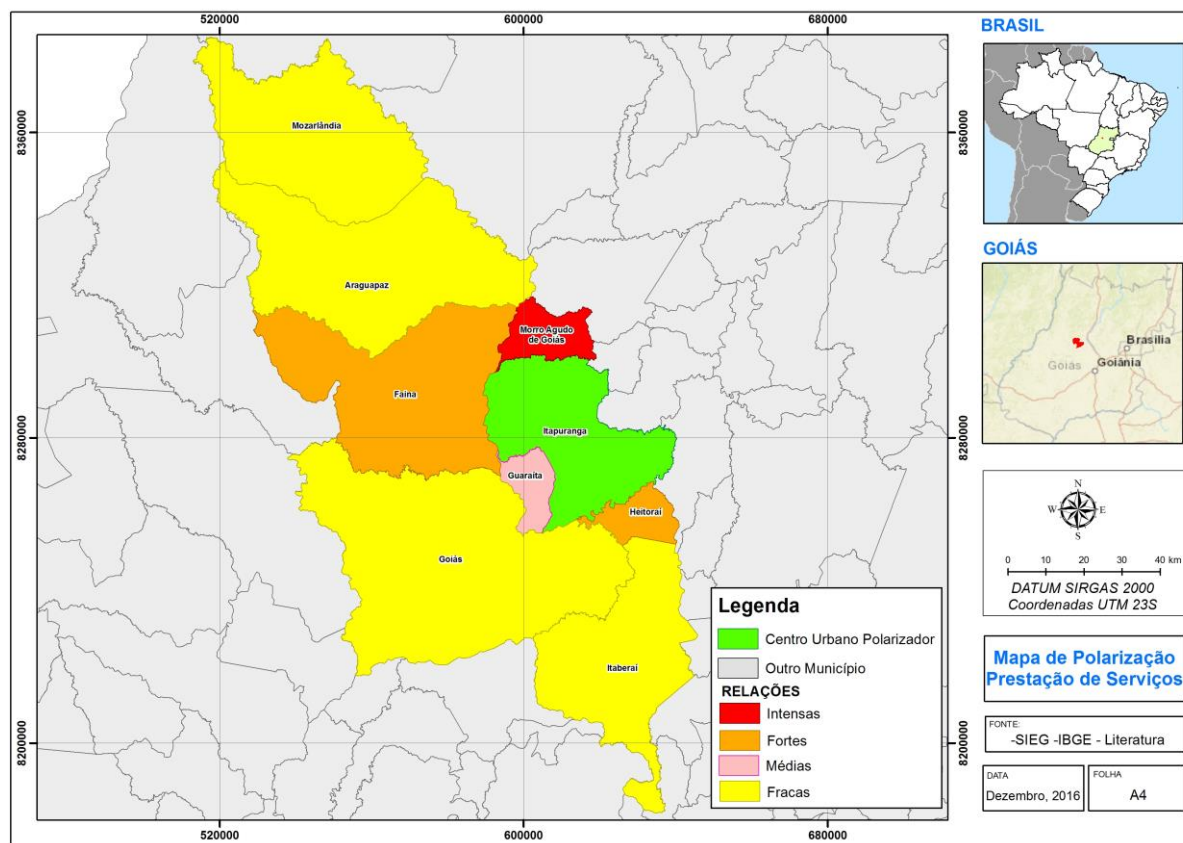 520000
600000
680000
8360000
8360000
8280000
8280000
8200000
8200000
520000
600000
680000
Mozarlândia
Araguapaz
Morro Agudo
de Goiás
Faina
Itapuranga
Guaraíta
Heitoraí
Goiás
Itaberaí
Legenda
Centro Urbano Polarizador
Outro Município
RELAÇÕES
Intensas
Fortes
Médias
Fracas
BRASIL
GOIÁS
Brasilia
Goiás
Goiânia
N
W
E
S
0 10 20 30 40 km
DATUM SIRGAS 2000
Coordenadas UTM 23S
Mapa de Polarização
Prestação de Serviços
FONTE:
-SIEG -IBGE - Literatura
DATA
Dezembro, 2016
FOLHA
A4